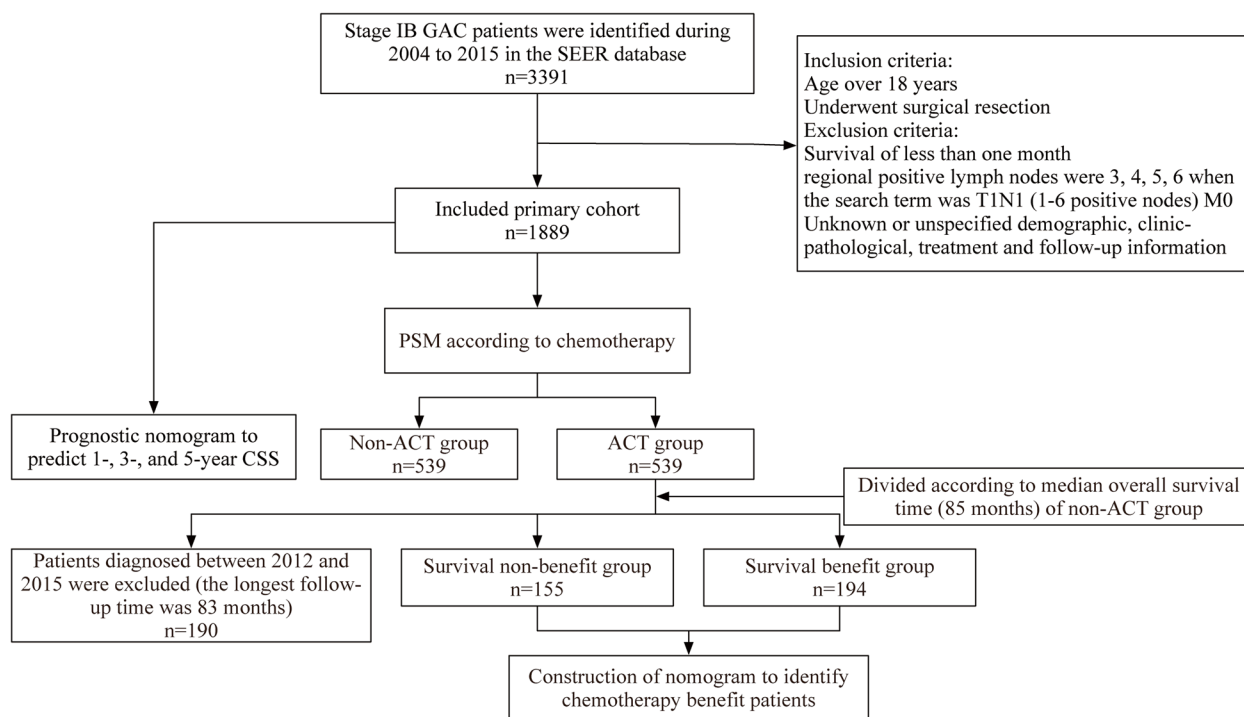 Stage IB GAC patients were identified during
2004 to 2015 in the SEER database
n=3391
Inclusion criteria:
Age over 18 years
Underwent surgical resection
Exclusion criteria:
Survival of less than one month
regional positive lymph nodes were 3, 4, 5, 6 when
the search term was T1N1 (1-6 positive nodes) M0
Unknown or unspecified demographic, clinic-
pathological, treatment and follow-up information
Included primary cohort
n=1889
PSM according to chemotherapy
Prognostic nomogram to
predict 1-, 3-, and 5-year CSS
Non-ACT group
n=539
ACT group
n=539
Divided according to median overall survival
time (85 months) of non-ACT group
Patients diagnosed between 2012 and
2015 were excluded (the longest follow-
up time was 83 months)
n=190
Survival non-benefit group
n=155
Survival benefit group
n=194
Construction of nomogram to identify
chemotherapy benefit patients